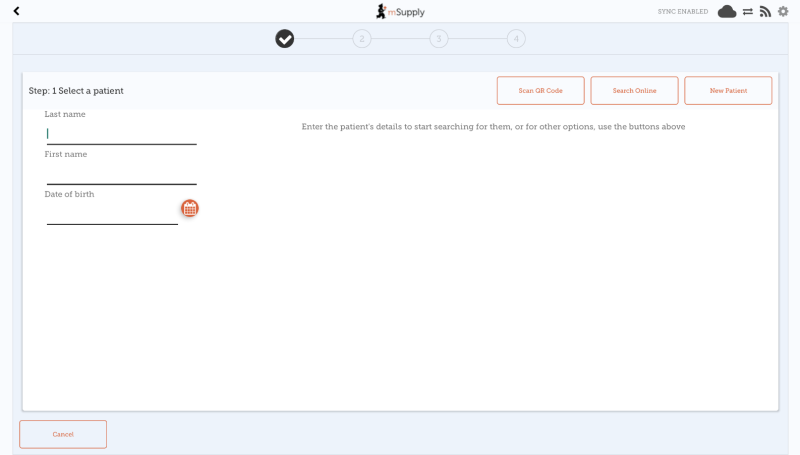 mSupply
SYNC ENABLED
2 3 4
Step: 1 Select a patient
Scan QR Code
Search Online
New Patient
Last name
Enter the patient's details to start searching for them, or for other options, use the buttons above
First name
Date of birth
Cancel